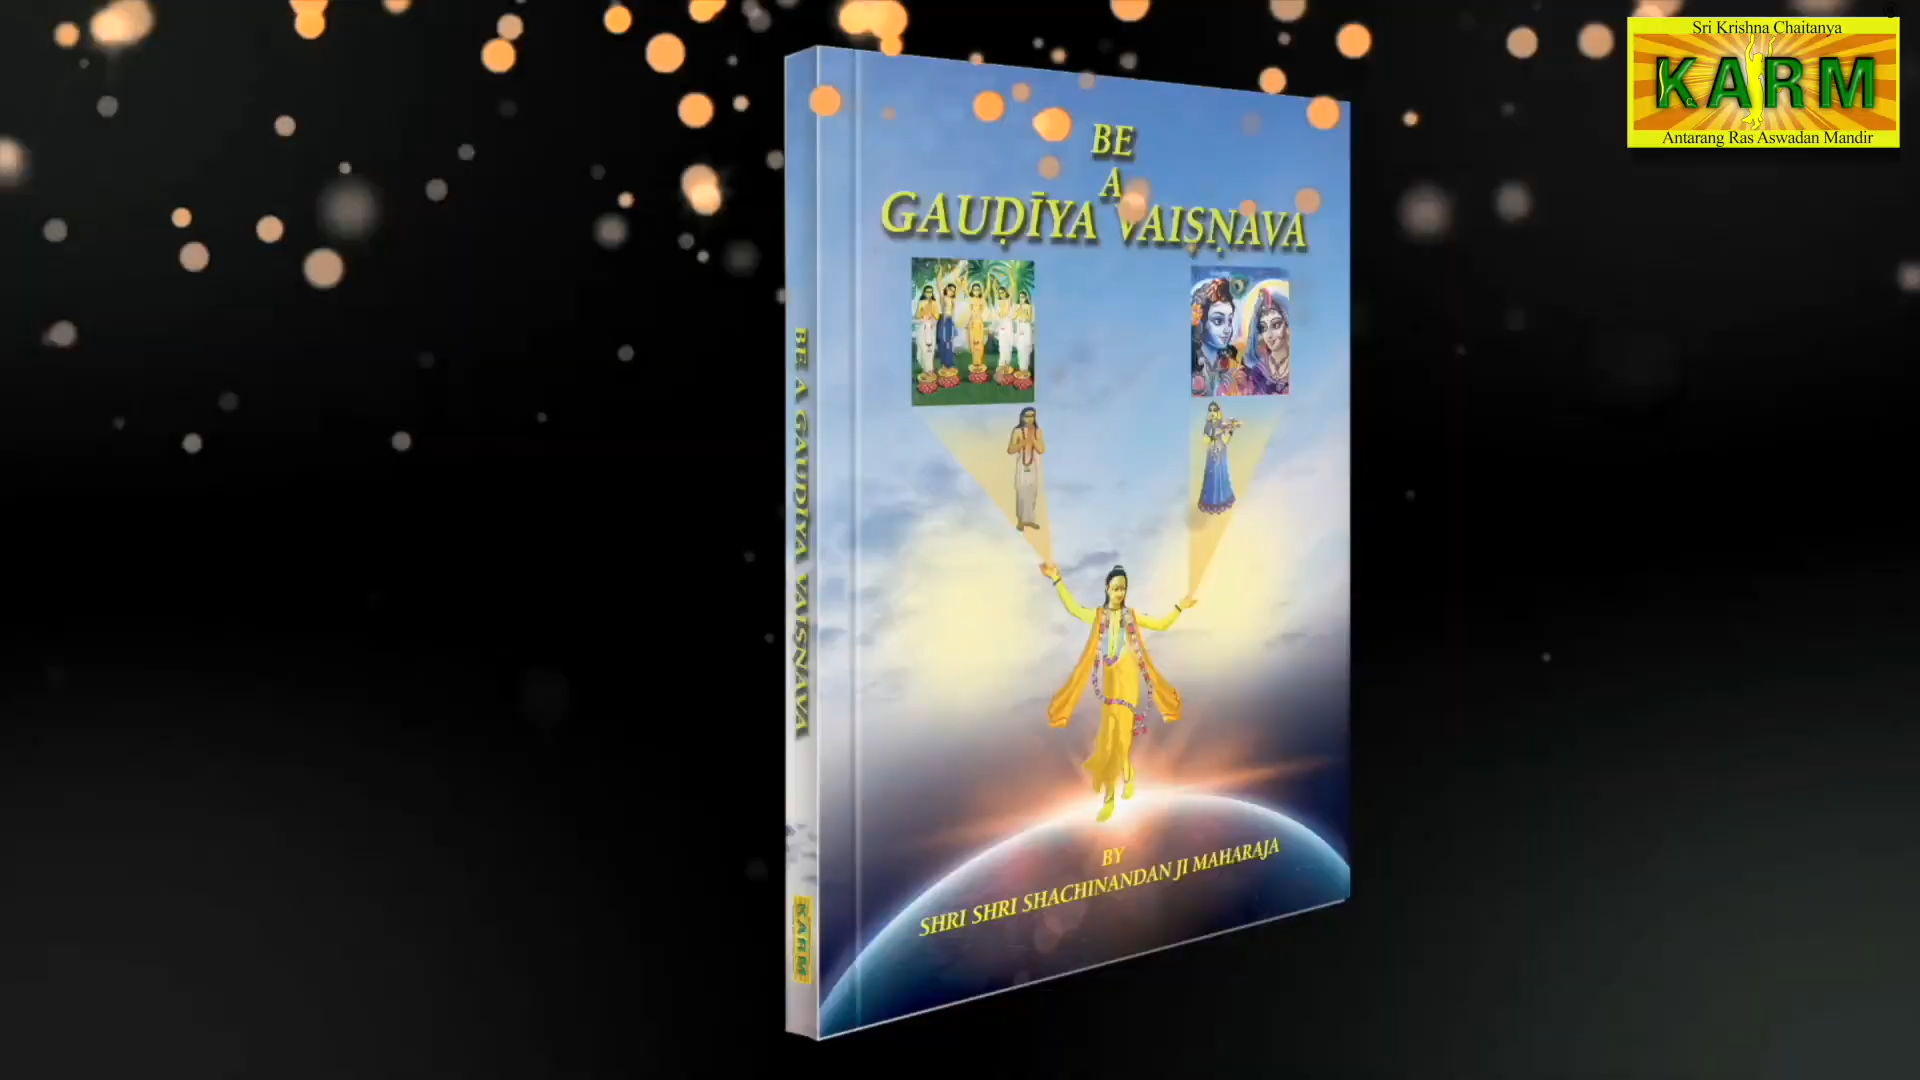 Sri Krishna Chaitanya
KARM
Antarang Ras Aswadan Mandir
BE
A
GAUḌĪYA VAIṢṆAVA
BY
SHRI SHRI SHACHINANDAN JI MAHARAJA
BE A GAUḌĪYA VAIṢṆAVA
KARM